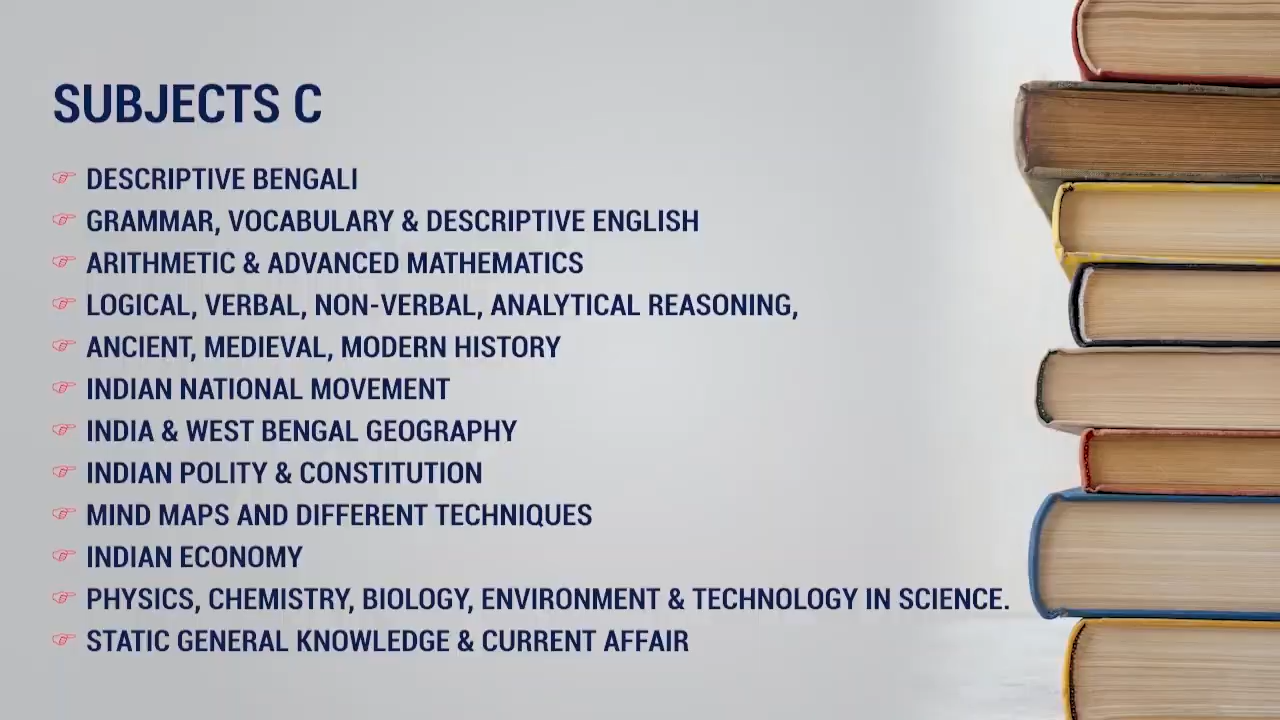 SUBJECTS C
DESCRIPTIVE BENGALI
GRAMMAR, VOCABULARY & DESCRIPTIVE ENGLISH
ARITHMETIC & ADVANCED MATHEMATICS
LOGICAL, VERBAL, NON-VERBAL, ANALYTICAL REASONING,
ANCIENT, MEDIEVAL, MODERN HISTORY
INDIAN NATIONAL MOVEMENT
INDIA & WEST BENGAL GEOGRAPHY
INDIAN POLITY & CONSTITUTION
MIND MAPS AND DIFFERENT TECHNIQUES
INDIAN ECONOMY
PHYSICS, CHEMISTRY, BIOLOGY, ENVIRONMENT & TECHNOLOGY IN SCIENCE.
STATIC GENERAL KNOWLEDGE & CURRENT AFFAIR